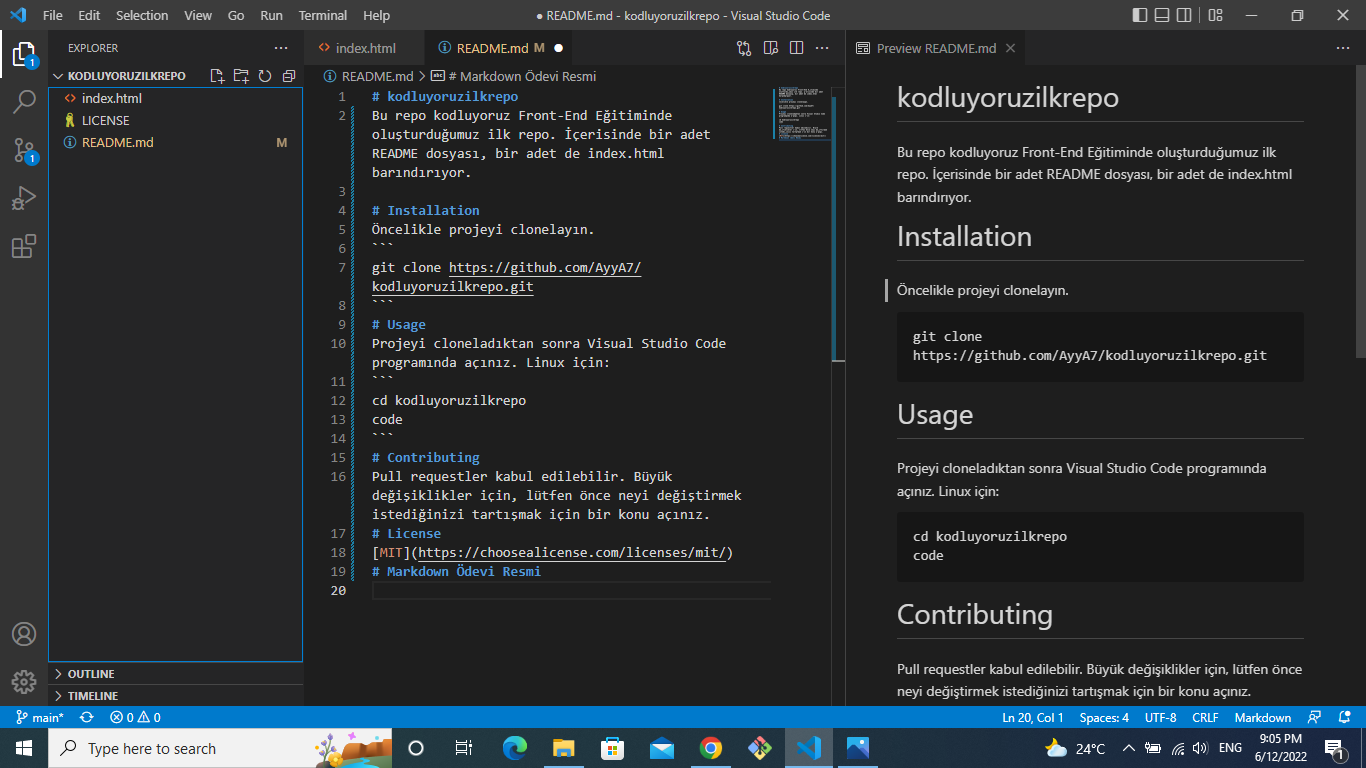 File Edit Selection View Go Run Terminal Help
● README.md - kodluyoruzilkrepo - Visual Studio Code
EXPLORER
KODLUYORUZILKREPO
index.html
LICENSE
README.md M
OUTLINE
TIMELINE
1
1
index.html
README.md M ●
README.md > # Markdown Ödevi Resmi
1 # kodluyoruzilkrepo
2 Bu repo kodluyoruz Front-End Eğitiminde
oluşturduğumuz ilk repo. İçerisinde bir adet
README dosyası, bir adet de index.html
barındırıyor.
3
4 # Installation
5 Öncelikle projeyi clonelayın.
6 ```
7 git clone https://github.com/AyyA7/
kodluyoruzilkrepo.git
8 ```
9 # Usage
10 Projeyi cloneladıktan sonra Visual Studio Code
programında açınız. Linux için:
11 ```
12 cd kodluyoruzilkrepo
13 code
14 ```
15 # Contributing
16 Pull requestler kabul edilebilir. Büyük
değişiklikler için, lütfen önce neyi değiştirmek
istediğinizi tartışmak için bir konu açınız.
17 # License
18 [MIT](https://choosealicense.com/licenses/mit/)
19 # Markdown Ödevi Resmi
20
Preview README.md
kodluyoruzilkrepo
Bu repo kodluyoruz Front-End Eğitiminde oluşturduğumuz ilk
repo. İçerisinde bir adet README dosyası, bir adet de index.html
barındırıyor.
Installation
Öncelikle projeyi clonelayın.
git clone
https://github.com/AyyA7/kodluyoruzilkrepo.git
Usage
Projeyi cloneladıktan sonra Visual Studio Code programında
açınız. Linux için:
cd kodluyoruzilkrepo
code
Contributing
Pull requestler kabul edilebilir. Büyük değişiklikler için, lütfen önce
neyi değiştirmek istediğinizi tartışmak için bir konu açınız.
main* 0 0
Ln 20, Col 1 Spaces: 4 UTF-8 CRLF Markdown
Type here to search
24°C ENG
9:05 PM
6/12/2022
1